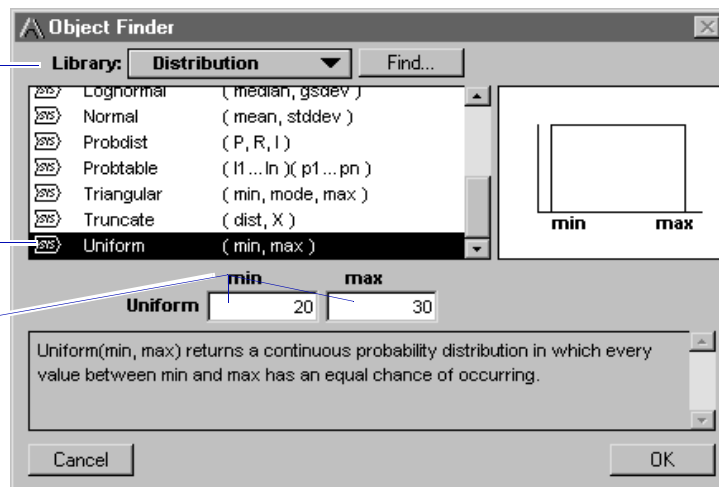 Object Finder
Library: Distribution Find...
Lognormal ( median, gsdev )
Normal ( mean, stddev )
Probdist ( P, R, I )
Probtable ( l1...ln )( p1...pn )
Triangular ( min, mode, max )
Truncate ( dist, X )
Uniform ( min, max )
min max
min max
Uniform 20 30
Uniform(min, max) returns a continuous probability distribution in which every
value between min and max has an equal chance of occurring.
Cancel OK